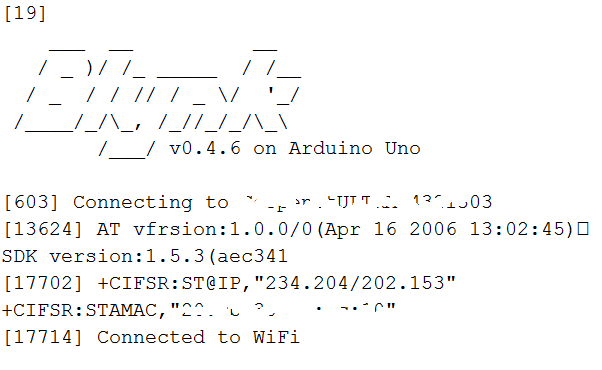 [19]
    ___  __          __
   / _ )/ /_ _____  / /__
  / _  / / // / _ \/  '_/
 /____/_/\_, /_//_/_/\_\
        /___/ v0.4.6 on Arduino Uno
[603] Connecting to
[13624] AT vfrsion:1.0.0/0(Apr 16 2006 13:02:45)
SDK version:1.5.3(aec341
[17702] +CIFSR:ST@IP,"234.204/202.153"
+CIFSR:STAMAC,"
[17714] Connected to WiFi